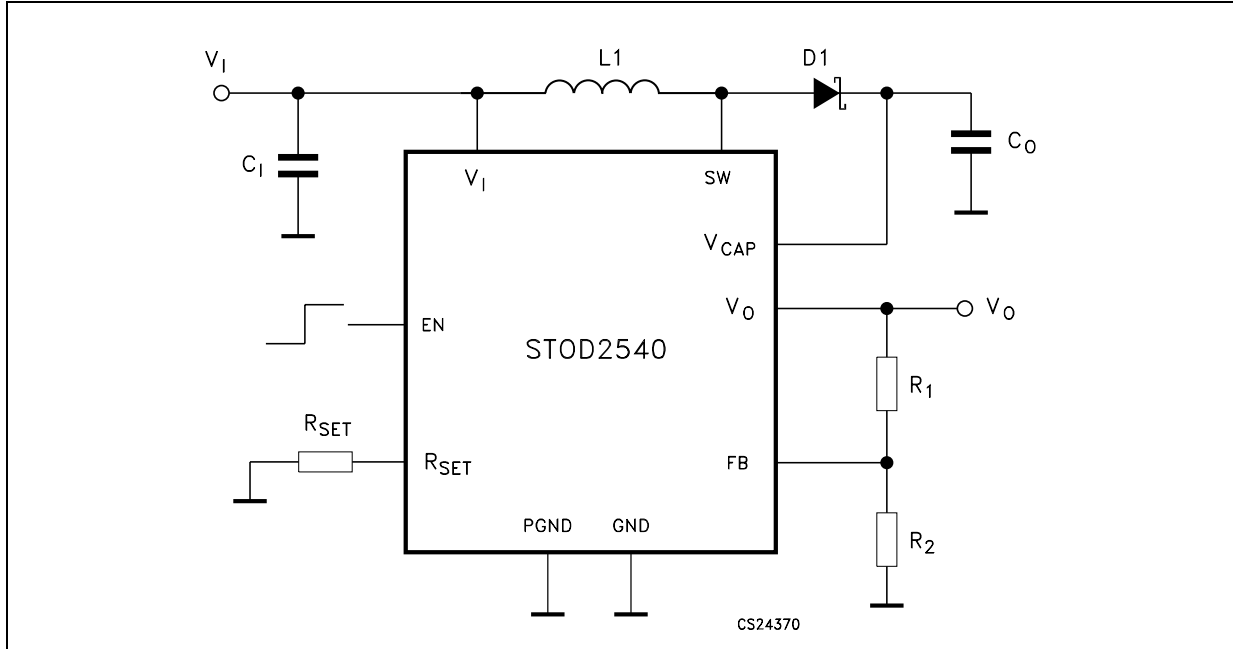 V_I
L1
D1
C_I
V_I
SW
C_O
V_CAP
V_O
V_O
EN
STOD2540
R_1
R_SET
R_SET
FB
PGND
GND
R_2
CS24370